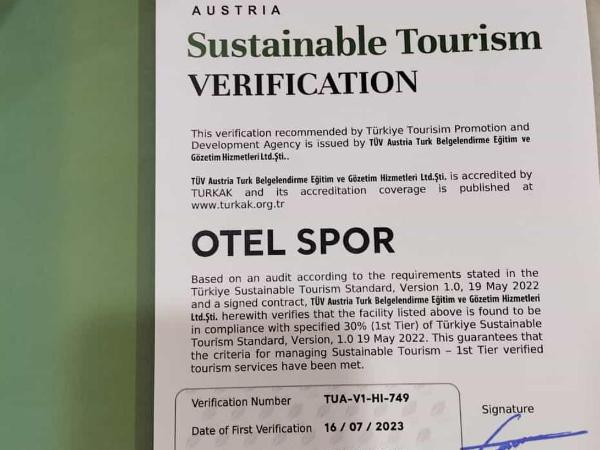 AUSTRIA
Sustainable Tourism
VERIFICATION
This verification recommended by Türkiye Tourisim Promotion and
Development Agency is issued by TÜV Austria Turk Belgelendirme Eğitim ve
Gözetim Hizmetleri Ltd.Şti..
TÜV Austria Turk Belgelendirme Eğitim ve Gözetim Hizmetleri Ltd.Şti. is accredited by
TURKAK and its accreditation coverage is published at
www.turkak.org.tr
OTEL SPOR
Based on an audit according to the requirements stated in the
Türkiye Sustainable Tourism Standard, Version 1.0, 19 May 2022
and a signed contract, TÜV Austria Turk Belgelendirme Eğitim ve Gözetim Hizmetleri
Ltd.Şti. herewith verifies that the facility listed above is found to be
in compliance with specified 30% (1st Tier) of Türkiye Sustainable
Tourism Standard, Version, 1.0 19 May 2022. This guarantees that
the criteria for managing Sustainable Tourism – 1st Tier verified
tourism services have been met.
Verification Number TUA-V1-HI-749
Signature
Date of First Verification 16 / 07 / 2023